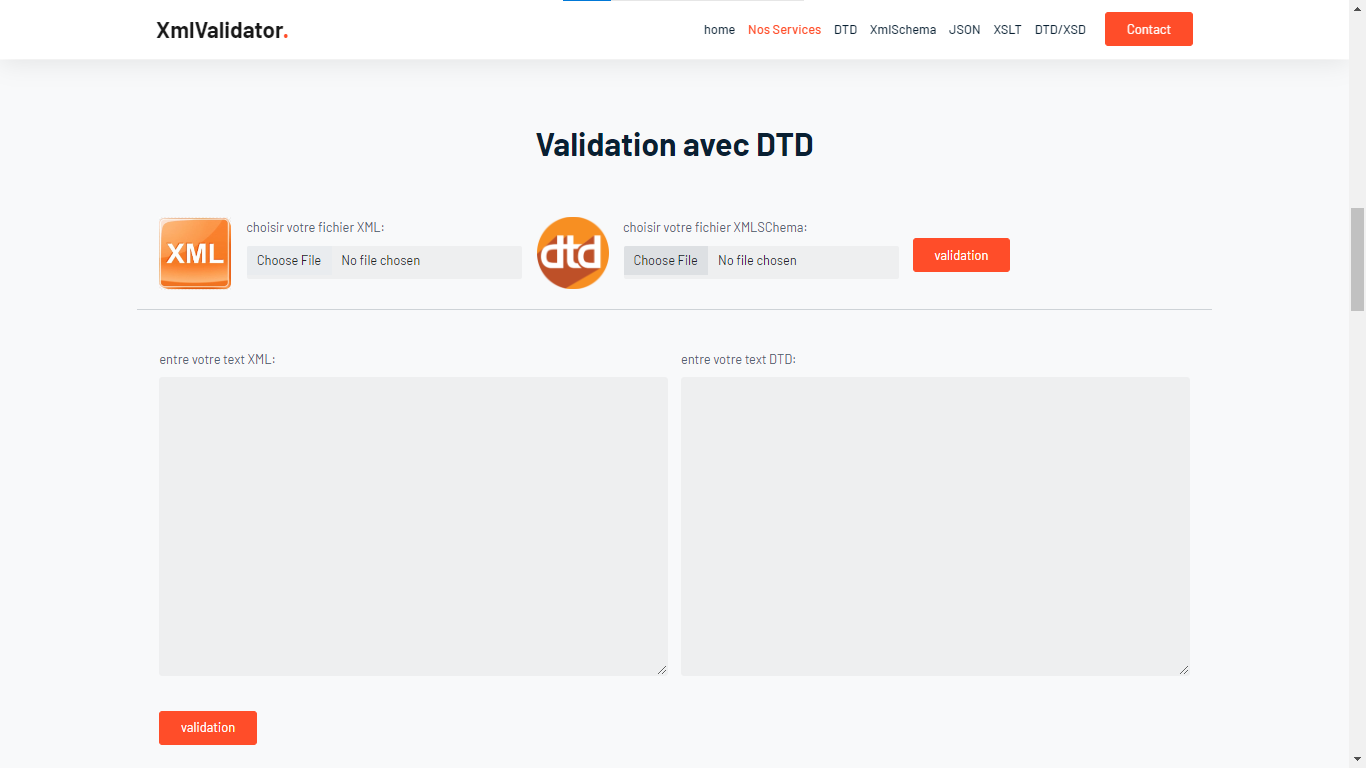 XmlValidator.
home Nos Services DTD XmlSchema JSON XSLT DTD/XSD Contact
Validation avec DTD
XML
choisir votre fichier XML:
Choose File No file chosen
dtd
choisir votre fichier XMLSChema:
Choose File No file chosen
validation
entre votre text XML:
entre votre text DTD:
validation